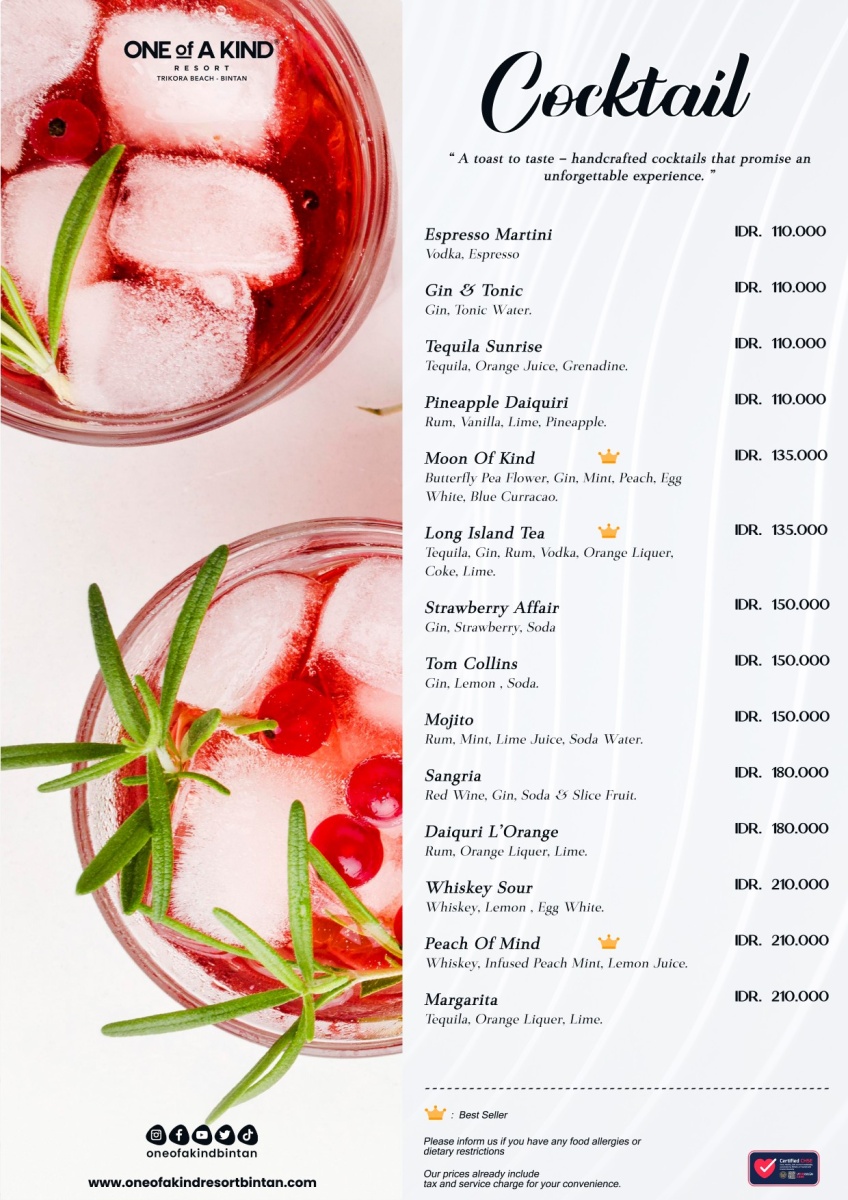 ONE of A KIND
RESORT
TRIKORA BEACH - BINTAN
Cocktail
“ A toast to taste – handcrafted cocktails that promise an
unforgettable experience. ”
Espresso Martini IDR. 110.000
Vodka, Espresso
Gin & Tonic IDR. 110.000
Gin, Tonic Water.
Tequila Sunrise IDR. 110.000
Tequila, Orange Juice, Grenadine.
Pineapple Daiquiri IDR. 110.000
Rum, Vanilla, Lime, Pineapple.
Moon Of Kind IDR. 135.000
Butterfly Pea Flower, Gin, Mint, Peach, Egg
White, Blue Curracao.
Long Island Tea IDR. 135.000
Tequila, Gin, Rum, Vodka, Orange Liquer,
Coke, Lime.
Strawberry Affair IDR. 150.000
Gin, Strawberry, Soda
Tom Collins IDR. 150.000
Gin, Lemon , Soda.
Mojito IDR. 150.000
Rum, Mint, Lime Juice, Soda Water.
Sangria IDR. 180.000
Red Wine, Gin, Soda & Slice Fruit.
Daiquri L’Orange IDR. 180.000
Rum, Orange Liquer, Lime.
Whiskey Sour IDR. 210.000
Whiskey, Lemon , Egg White.
Peach Of Mind IDR. 210.000
Whiskey, Infused Peach Mint, Lemon Juice.
Margarita IDR. 210.000
Tequila, Orange Liquer, Lime.
: Best Seller
Please inform us if you have any food allergies or
dietary restrictions
Our prices already include
tax and service charge for your convenience.
Certified CHSE
oneofakindbintan
www.oneofakindresortbintan.com